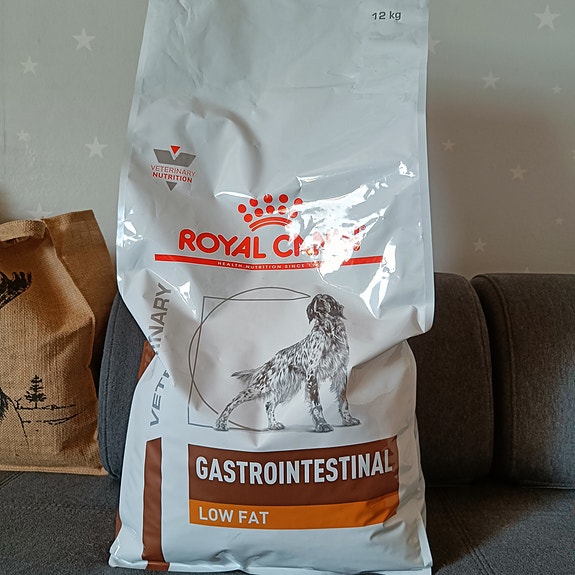 12 kg
VETERINARY
NUTRITION
ROYAL
HEALTH NUTRITION SINCE
GASTROINTESTINAL
LOW FAT